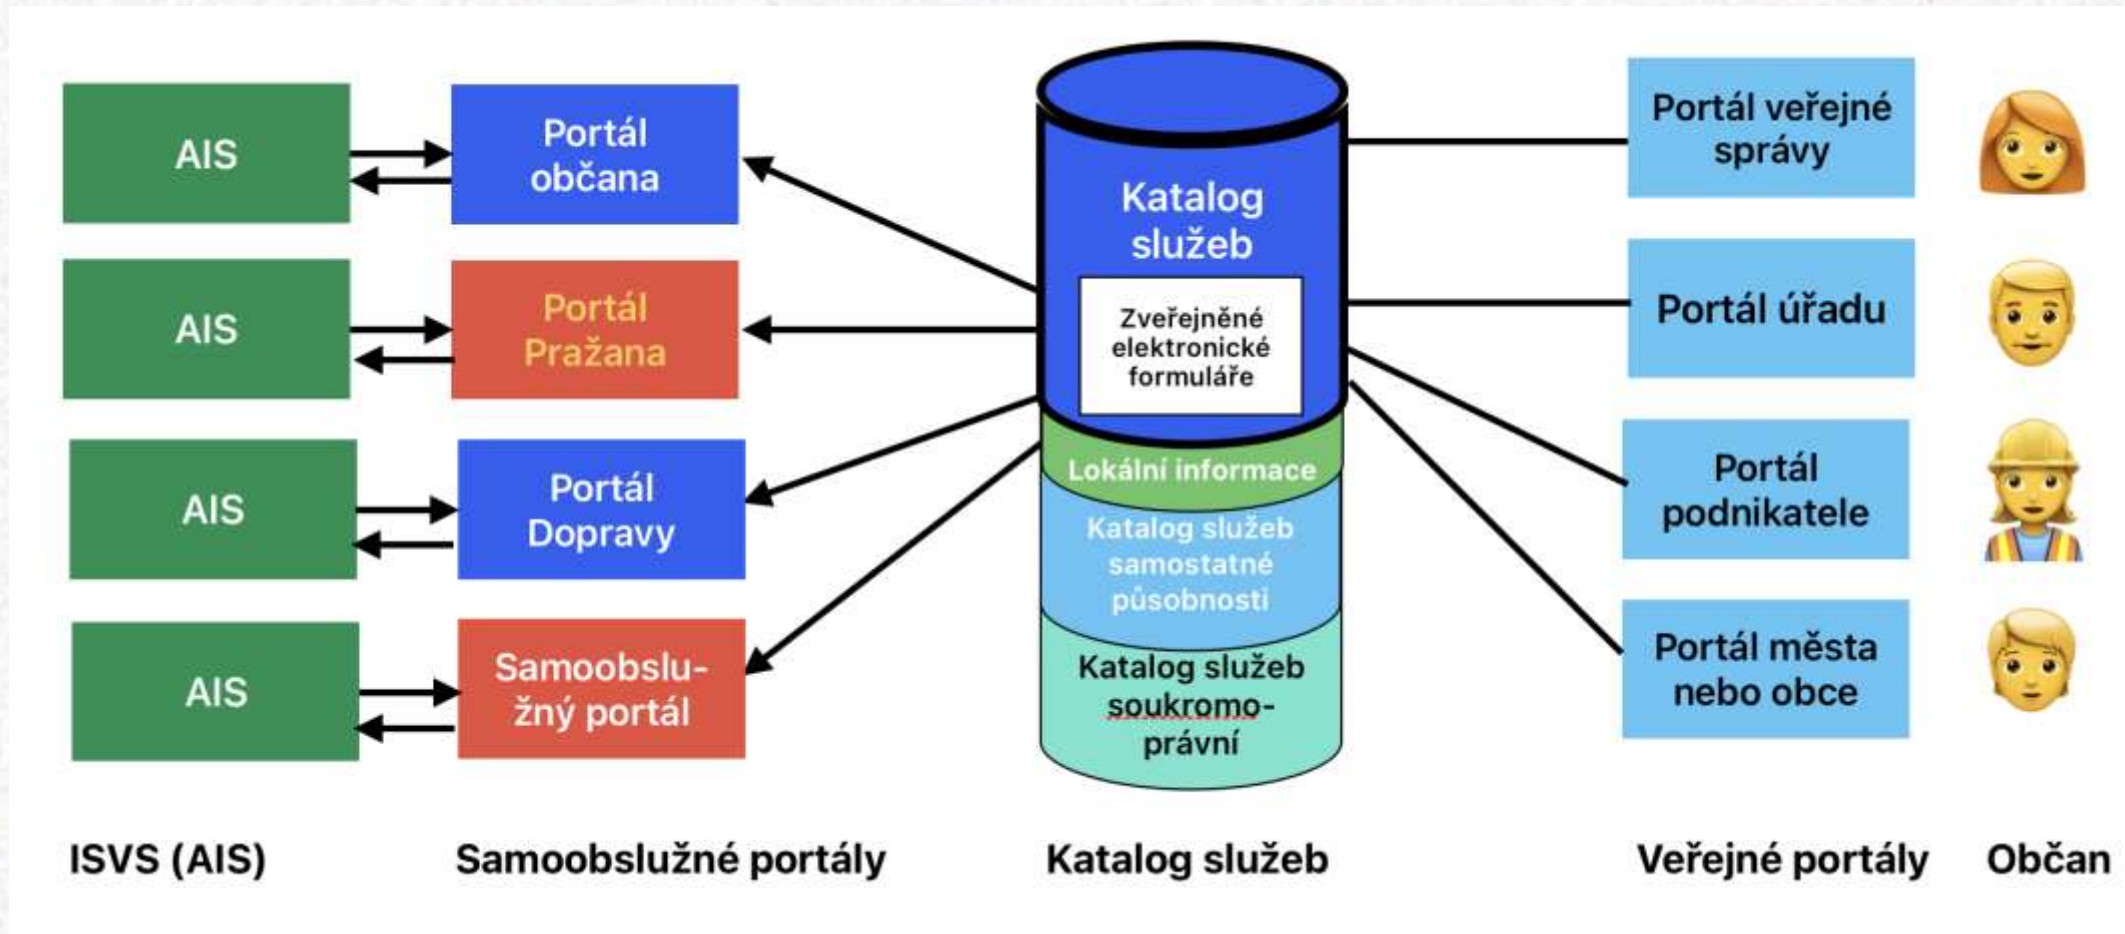 AIS
Portál
občana
AIS
Portál
Pražana
AIS
Portál
Dopravy
AIS
Samoobslu-
žný portál
Katalog
služeb
Zveřejněné
elektronické
formuláře
Lokální informace
Katalog služeb
samostatné
působnosti
Katalog služeb
soukromo-
právní
Portál veřejné
správy
Portál úřadu
Portál
podnikatele
Portál města
nebo obce
ISVS (AIS)
Samoobslužné portály
Katalog služeb
Veřejné portály
Občan